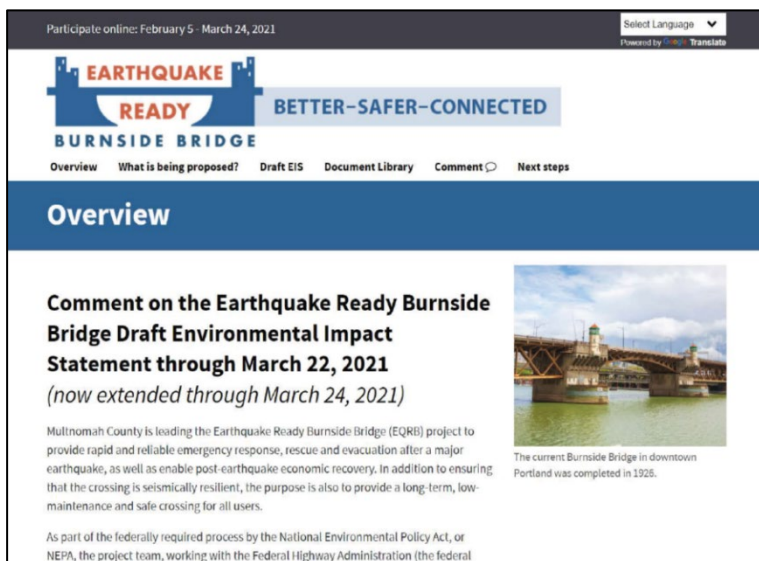 Participate online: February 5 - March 24, 2021
Select Language
Powered by Google Translate
EARTHQUAKE
READY
BURNSIDE BRIDGE
BETTER-SAFER-CONNECTED
Overview What is being proposed? Draft EIS Document Library Comment Next steps
Overview
Comment on the Earthquake Ready Burnside
Bridge Draft Environmental Impact
Statement through March 22, 2021
(now extended through March 24, 2021)
Multnomah County is leading the Earthquake Ready Burnside Bridge (EQRB) project to
provide rapid and reliable emergency response, rescue and evacuation after a major
earthquake, as well as enable post-earthquake economic recovery. In addition to ensuring
that the crossing is seismically resilient, the purpose is also to provide a long-term, low-
maintenance and safe crossing for all users.
As part of the federally required process by the National Environmental Policy Act, or
NEPA, the project team, working with the Federal Highway Administration (the federal
The current Burnside Bridge in downtown
Portland was completed in 1926.